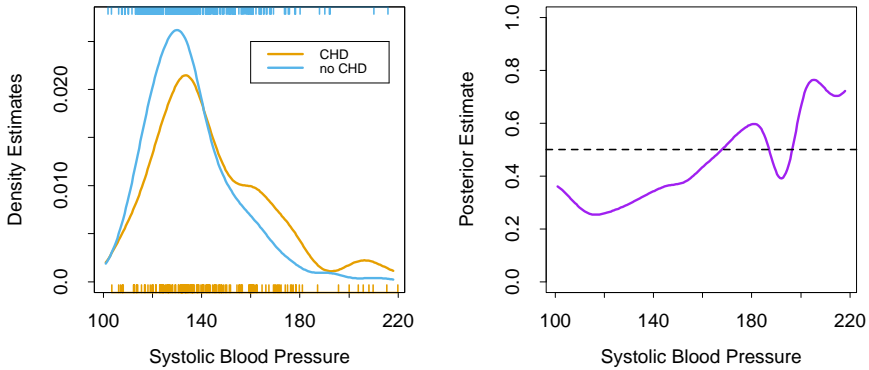 CHD
no CHD
Density Estimates
0.0
0.010
0.020
100
140
180
220
Systolic Blood Pressure
Posterior Estimate
0.0
0.2
0.4
0.6
0.8
1.0
100
140
180
220
Systolic Blood Pressure